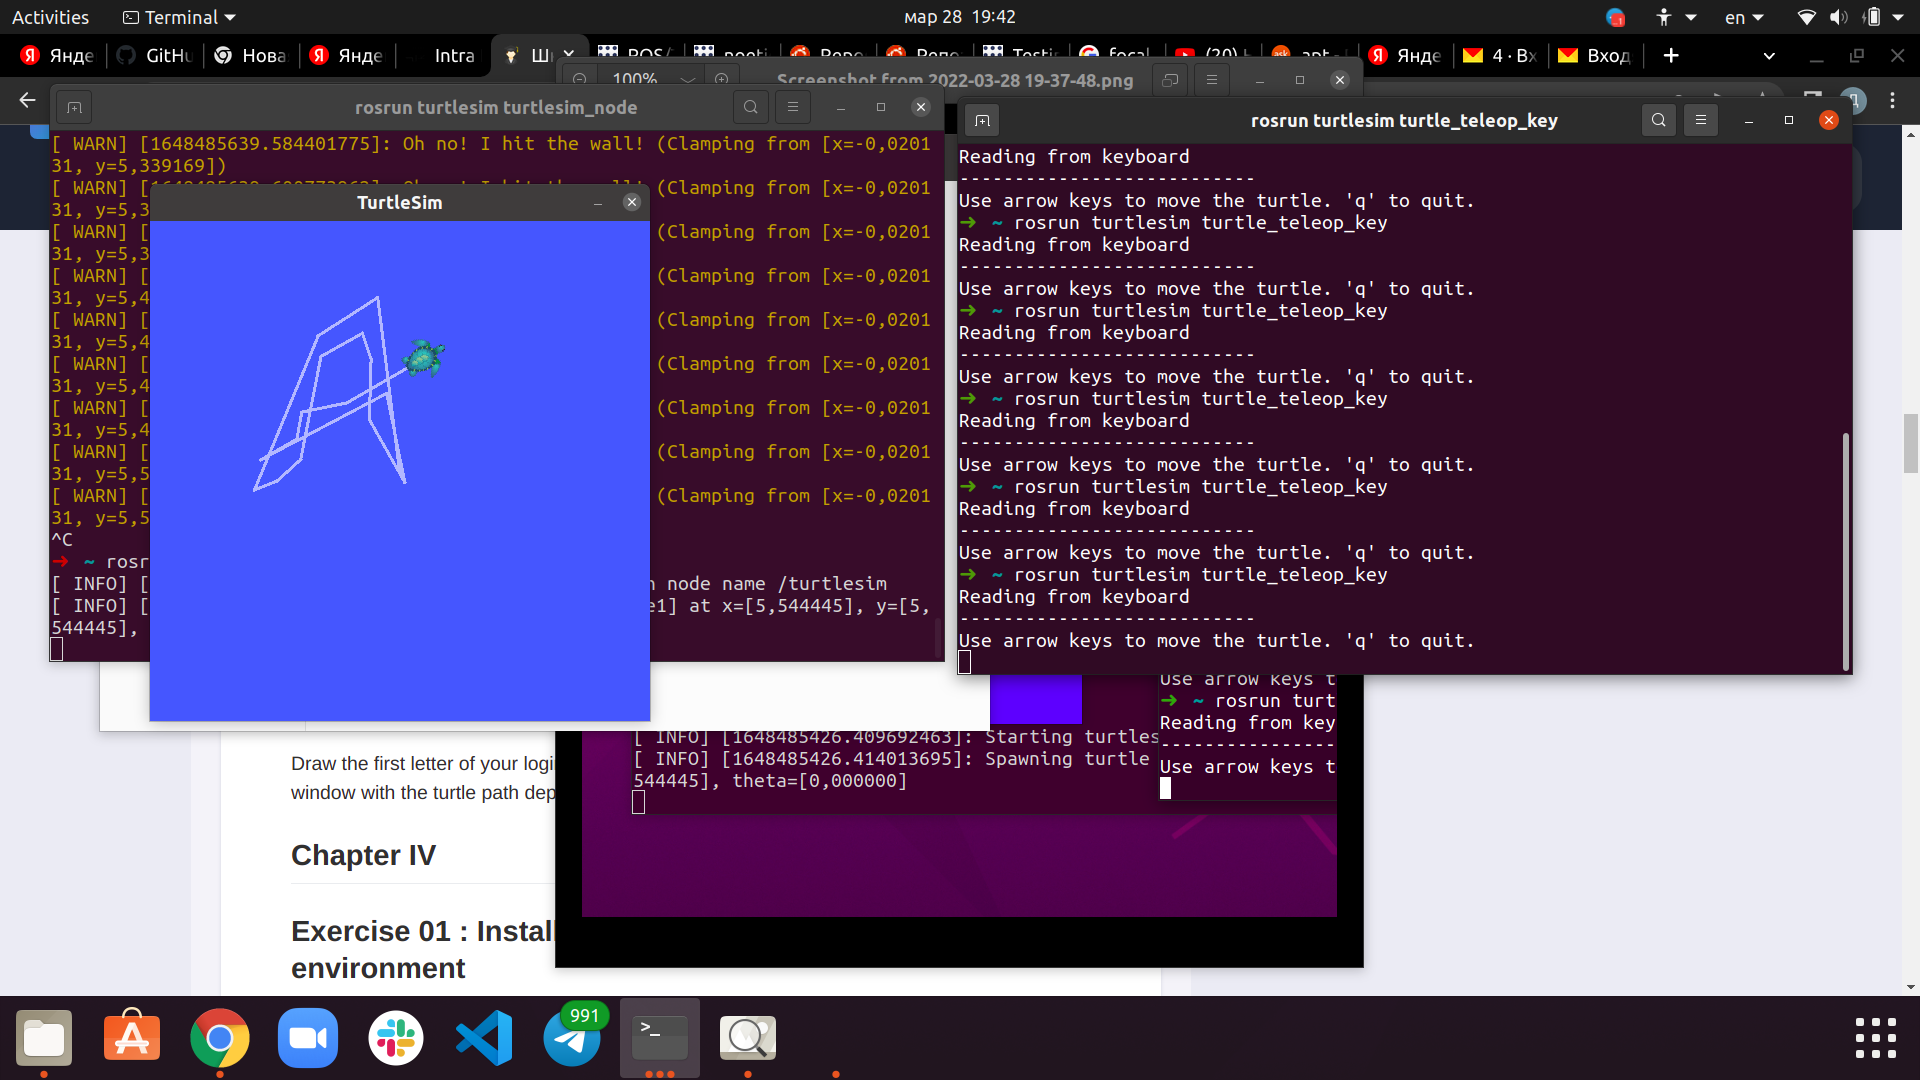 Activities
Terminal
мар 28 19:42
en
Янде
GitHu
Нова
Янде
Intra
Ш
ROS/
Testi
focal
(20)
apt - 
Янде
4 · Вх
Вход
100%
Screenshot from 2022-03-28 19-37-48.png
rosrun turtlesim turtlesim_node
[ WARN] [1648485639.584401775]: Oh no! I hit the wall! (Clamping from [x=-0,0201
31, y=5,339169])
[ WARN] (Clamping from [x=-0,0201
31, y=5,3
[ WARN] [ (Clamping from [x=-0,0201
31, y=5,3
[ WARN] [ (Clamping from [x=-0,0201
31, y=5,4
[ WARN] [ (Clamping from [x=-0,0201
31, y=5,4
[ WARN] [ (Clamping from [x=-0,0201
31, y=5,4
[ WARN] [ (Clamping from [x=-0,0201
31, y=5,4
[ WARN] [ (Clamping from [x=-0,0201
31, y=5,5
[ WARN] [ (Clamping from [x=-0,0201
31, y=5,5
^C
➜ ~ rosr
[ INFO] [ n node name /turtlesim
[ INFO] [ e1] at x=[5,544445], y=[5,
544445],
TurtleSim
rosrun turtlesim turtle_teleop_key
Reading from keyboard
---------------------------
Use arrow keys to move the turtle. 'q' to quit.
➜ ~ rosrun turtlesim turtle_teleop_key
Reading from keyboard
---------------------------
Use arrow keys to move the turtle. 'q' to quit.
➜ ~ rosrun turtlesim turtle_teleop_key
Reading from keyboard
---------------------------
Use arrow keys to move the turtle. 'q' to quit.
➜ ~ rosrun turtlesim turtle_teleop_key
Reading from keyboard
---------------------------
Use arrow keys to move the turtle. 'q' to quit.
➜ ~ rosrun turtlesim turtle_teleop_key
Reading from keyboard
---------------------------
Use arrow keys to move the turtle. 'q' to quit.
➜ ~ rosrun turtlesim turtle_teleop_key
Reading from keyboard
---------------------------
Use arrow keys to move the turtle. 'q' to quit.
Use arrow keys t
➜ ~ rosrun turt
Reading from key
----------------
Use arrow keys t
[ INFO] [1648485426.409692463]: Starting turtles
[ INFO] [1648485426.414013695]: Spawning turtle
544445], theta=[0,000000]
Draw the first letter of your logi
window with the turtle path dep
Chapter IV
Exercise 01 : Instal
environment
991